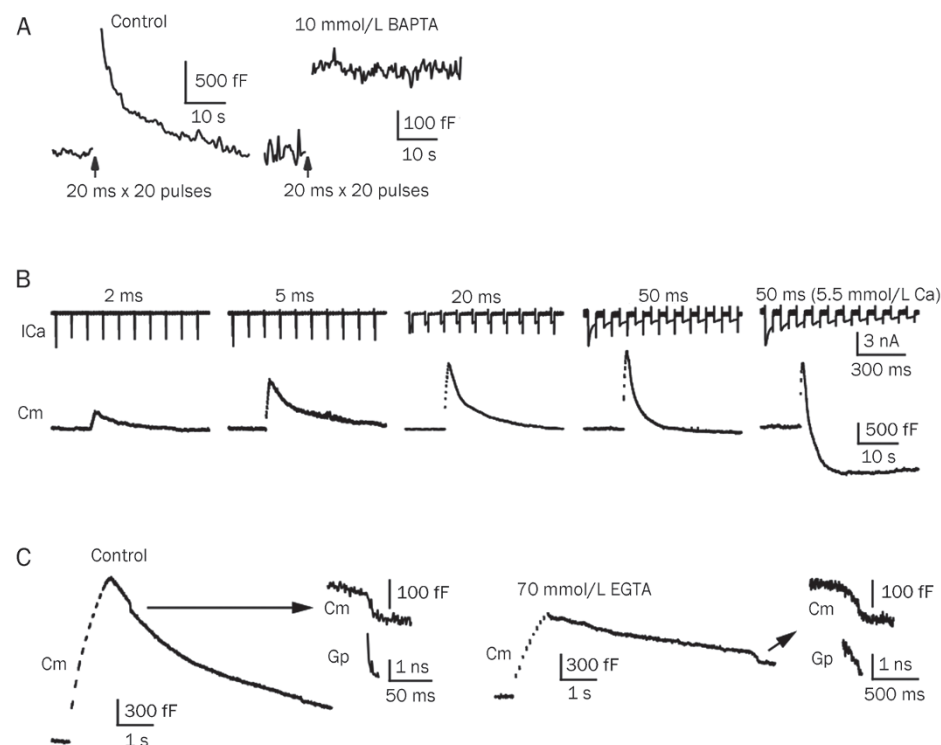 A
Control
10 mmol/L BAPTA
500 fF
10 s
100 fF
10 s
20 ms x 20 pulses
20 ms x 20 pulses
B
2 ms
5 ms
20 ms
50 ms
50 ms (5.5 mmol/L Ca)
ICa
3 nA
300 ms
Cm
500 fF
10 s
C
Control
70 mmol/L EGTA
Cm
100 fF
Cm
100 fF
Cm
Gp
1 ns
50 ms
Cm
Gp
1 ns
500 ms
300 fF
1 s
300 fF
1 s